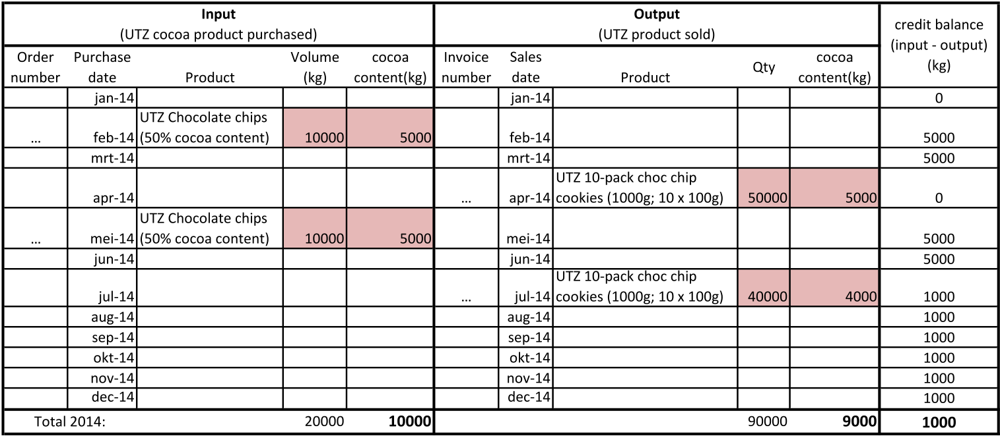 Input Output credit balance
(UTZ cocoa product purchased) (UTZ product sold) (input - output)
(kg)
Order Purchase Volume cocoa Invoice Sales Qty cocoa
number date Product (kg) content(kg) number date Product content(kg)
jan-14 jan-14 0
UTZ Chocolate chips
... feb-14 (50% cocoa content) 10000 5000 feb-14 5000
mrt-14 mrt-14 5000
UTZ 10-pack choc chip
apr-14 ... apr-14 cookies (1000g; 10 x 100g) 50000 5000 0
UTZ Chocolate chips
... mei-14 (50% cocoa content) 10000 5000 mei-14 5000
jun-14 jun-14 5000
UTZ 10-pack choc chip
jul-14 ... jul-14 cookies (1000g; 10 x 100g) 40000 4000 1000
aug-14 aug-14 1000
sep-14 sep-14 1000
okt-14 okt-14 1000
nov-14 nov-14 1000
dec-14 dec-14 1000
Total 2014: 20000 10000 90000 9000 1000